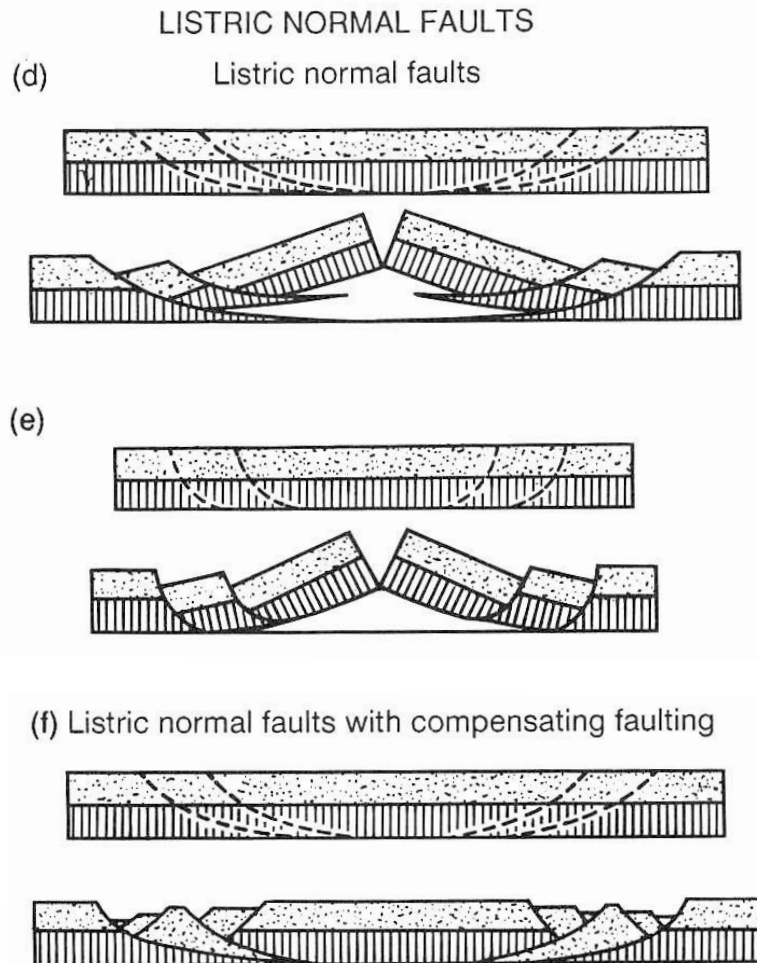 LISTRIC NORMAL FAULTS
(d) Listric normal faults
(e)
(f) Listric normal faults with compensating faulting